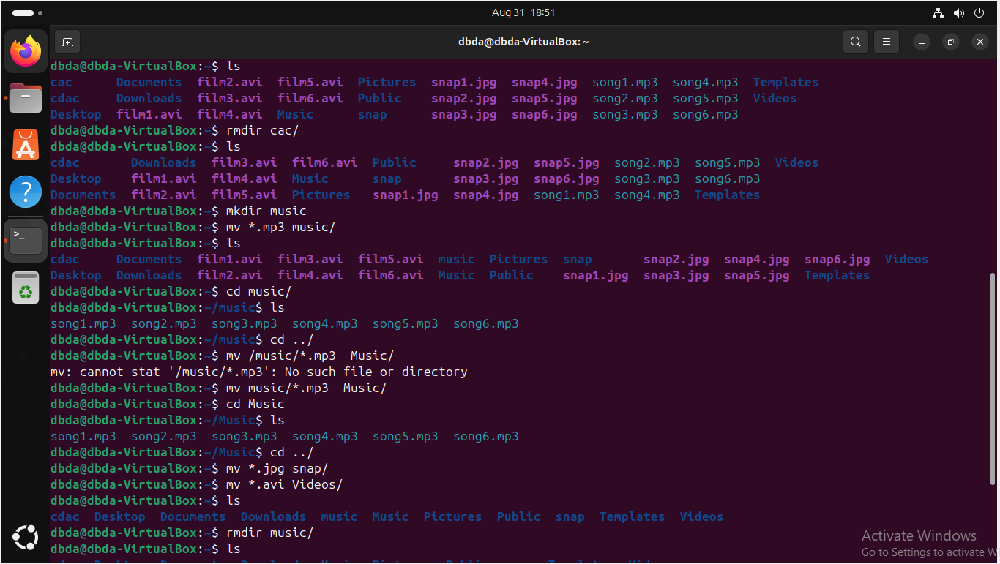 Aug 31 18:51
dbda@dbda-VirtualBox: ~
dbda@dbda-VirtualBox:~$ ls
cac Documents film2.avi film5.avi Pictures snap1.jpg snap4.jpg song1.mp3 song4.mp3 Templates
cdac Downloads film3.avi film6.avi Public snap2.jpg snap5.jpg song2.mp3 song5.mp3 Videos
Desktop film1.avi film4.avi Music snap snap3.jpg snap6.jpg song3.mp3 song6.mp3
dbda@dbda-VirtualBox:~$ rmdir cac/
dbda@dbda-VirtualBox:~$ ls
cdac Downloads film3.avi film6.avi Public snap2.jpg snap5.jpg song2.mp3 song5.mp3 Videos
Desktop film1.avi film4.avi Music snap snap3.jpg snap6.jpg song3.mp3 song6.mp3
Documents film2.avi film5.avi Pictures snap1.jpg snap4.jpg song1.mp3 song4.mp3 Templates
dbda@dbda-VirtualBox:~$ mkdir music
dbda@dbda-VirtualBox:~$ mv *.mp3 music/
dbda@dbda-VirtualBox:~$ ls
cdac Documents film1.avi film3.avi film5.avi music Pictures snap snap2.jpg snap4.jpg snap6.jpg Videos
Desktop Downloads film2.avi film4.avi film6.avi Music Public snap1.jpg snap3.jpg snap5.jpg Templates
dbda@dbda-VirtualBox:~$ cd music/
dbda@dbda-VirtualBox:~/music$ ls
song1.mp3 song2.mp3 song3.mp3 song4.mp3 song5.mp3 song6.mp3
dbda@dbda-VirtualBox:~/music$ cd ../
dbda@dbda-VirtualBox:~$ mv /music/*.mp3  Music/
mv: cannot stat '/music/*.mp3': No such file or directory
dbda@dbda-VirtualBox:~$ mv music/*.mp3  Music/
dbda@dbda-VirtualBox:~$ cd Music
dbda@dbda-VirtualBox:~/Music$ ls
song1.mp3 song2.mp3 song3.mp3 song4.mp3 song5.mp3 song6.mp3
dbda@dbda-VirtualBox:~/Music$ cd ../
dbda@dbda-VirtualBox:~$ mv *.jpg snap/
dbda@dbda-VirtualBox:~$ mv *.avi Videos/
dbda@dbda-VirtualBox:~$ ls
cdac Desktop Documents Downloads music Music Pictures Public snap Templates Videos
dbda@dbda-VirtualBox:~$ rmdir music/
dbda@dbda-VirtualBox:~$ ls
Activate Windows
Go to Settings to activate